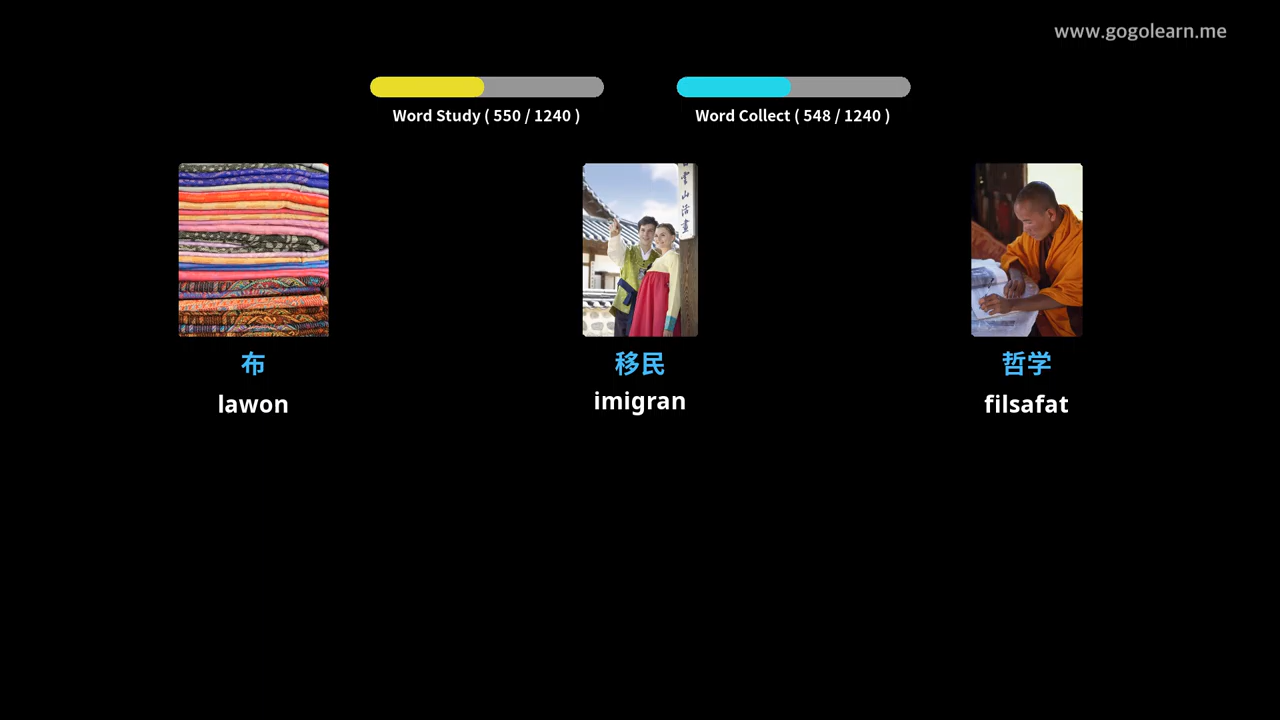 www.gogolearn.me
Word Study ( 550 / 1240 )
Word Collect ( 548 / 1240 )
布
lawon
移民
imigran
哲学
filsafat